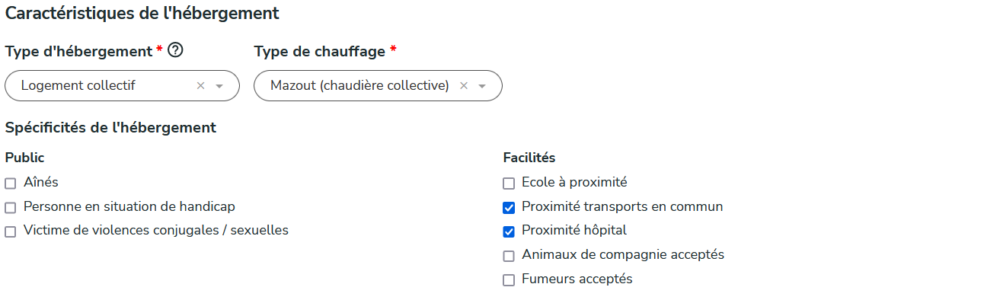 Caractéristiques de l'hébergement
Type d'hébergement * ?
Type de chauffage *
Logement collectif ×
Mazout (chaudière collective) ×
Spécificités de l'hébergement
Public
Aînés
Personne en situation de handicap
Victime de violences conjugales / sexuelles
Facilités
Ecole à proximité
Proximité transports en commun
Proximité hôpital
Animaux de compagnie acceptés
Fumeurs acceptés